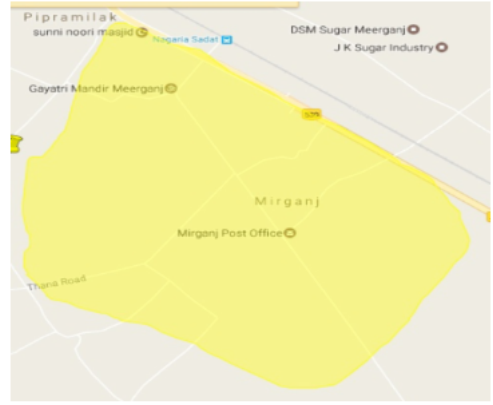 Pipramilak
sunni noori masjid
Nagaria Sadat
DSM Sugar Meerganj
J K Sugar Industry
Gayatri Mandir Meerganj
Mirganj
Mirganj Post Office
Thana Road